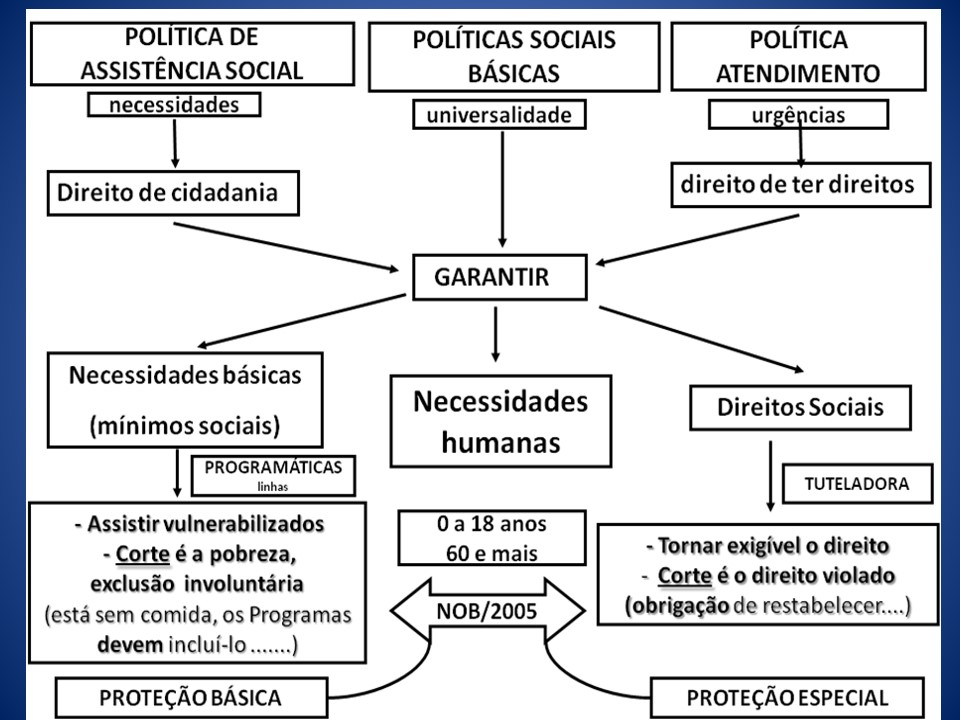 POLÍTICA DE
ASSISTÊNCIA SOCIAL
necessidades
Direito de cidadania
POLÍTICAS SOCIAIS
BÁSICAS
universalidade
POLÍTICA
ATENDIMENTO
urgências
direito de ter direitos
GARANTIR
Necessidades básicas
(mínimos sociais)
PROGRAMÁTICAS
linhas
- Assistir vulnerabilizados
- Corte é a pobreza,
exclusão involuntária
(está sem comida, os Programas
devem incluí-lo .......)
Necessidades
humanas
0 a 18 anos
60 e mais
NOB/2005
Direitos Sociais
TUTELADORA
- Tornar exigível o direito
- Corte é o direito violado
(obrigação de restabelecer....)
PROTEÇÃO BÁSICA
PROTEÇÃO ESPECIAL